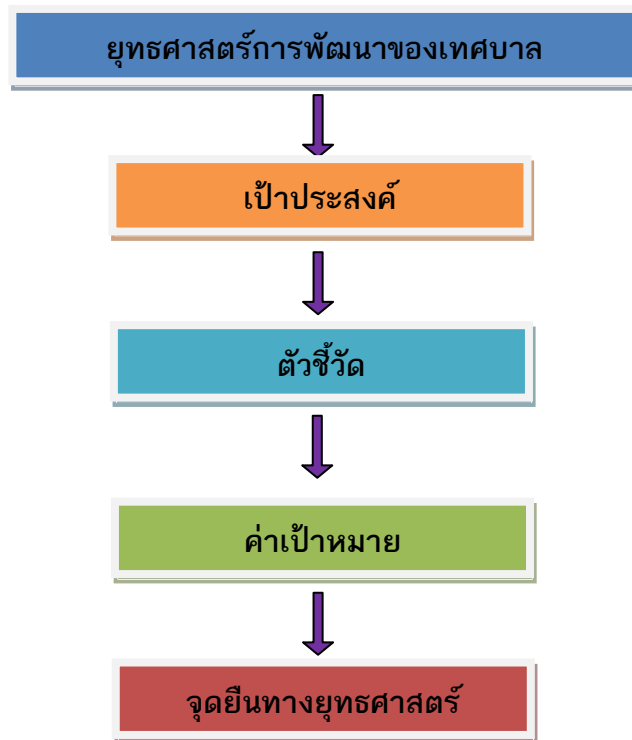 ยุทธศาสตร์การพัฒนาของเทศบาล
เป้าประสงค์
ตัวชี้วัด
ค่าเป้าหมาย
จุดยืนทางยุทธศาสตร์